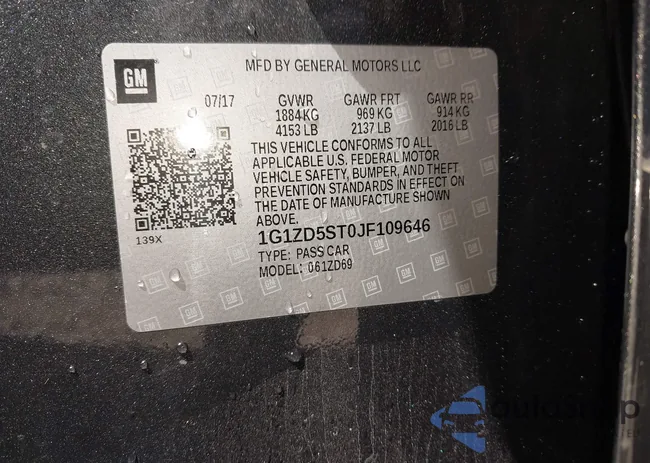 GM
MFD BY GENERAL MOTORS LLC
07/17 GVWR GAWR FRT GAWR RR
1884 KG 969 KG 914 KG
4153 LB 2137 LB 2016 LB
THIS VEHICLE CONFORMS TO ALL
APPLICABLE U.S. FEDERAL MOTOR
VEHICLE SAFETY, BUMPER, AND THEFT
PREVENTION STANDARDS IN EFFECT ON
THE DATE OF MANUFACTURE SHOWN
ABOVE.
139X
1G1ZD5ST0JF109646
TYPE: PASS CAR
MODEL: 061ZD69